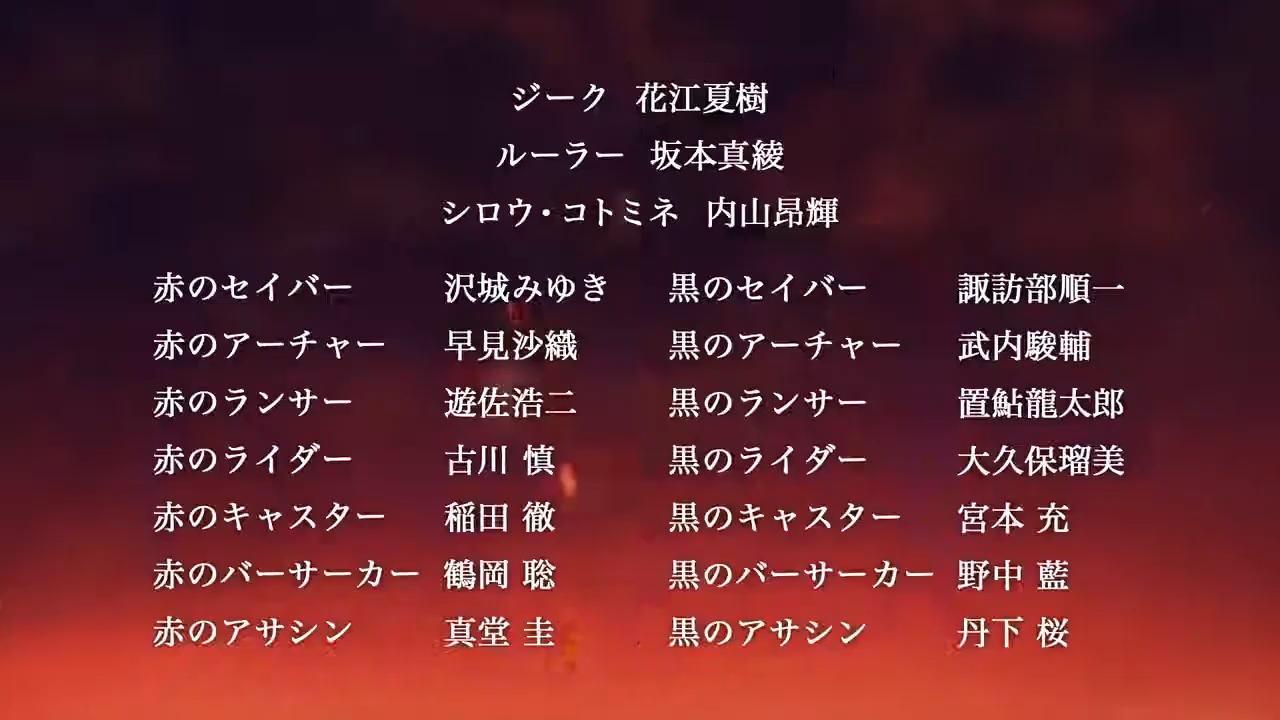 ジーク 花江夏樹
ルーラー 坂本真綾
シロウ・コトミネ 内山昂輝
赤のセイバー 沢城みゆき 黒のセイバー 諏訪部順一
赤のアーチャー 早見沙織 黒のアーチャー 武内駿輔
赤のランサー 遊佐浩二 黒のランサー 置鮎龍太郎
赤のライダー 古川 慎 黒のライダー 大久保瑠美
赤のキャスター 稲田 徹 黒のキャスター 宮本 充
赤のバーサーカー 鶴岡 聡 黒のバーサーカー 野中 藍
赤のアサシン 真堂 圭 黒のアサシン 丹下 桜